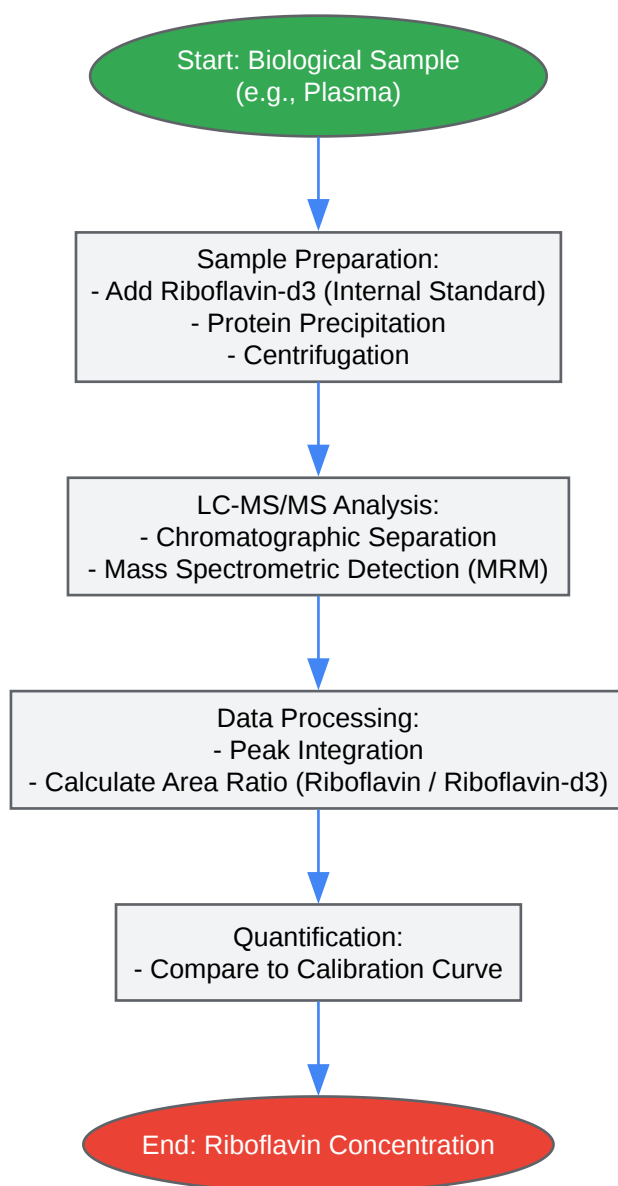 Start: Biological Sample
(e.g., Plasma)
Sample Preparation:
- Add Riboflavin-d3 (Internal Standard)
- Protein Precipitation
- Centrifugation
LC-MS/MS Analysis:
- Chromatographic Separation
- Mass Spectrometric Detection (MRM)
Data Processing:
- Peak Integration
- Calculate Area Ratio (Riboflavin / Riboflavin-d3)
Quantification:
- Compare to Calibration Curve
End: Riboflavin Concentration